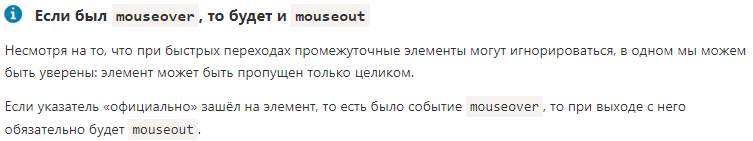 Если был mouseover, то будет и mouseout
Несмотря на то, что при быстрых переходах промежуточные элементы могут игнорироваться, в одном мы можем
быть уверены: элемент может быть пропущен только целиком.
Если указатель «официально» зашёл на элемент, то есть было событие mouseover, то при выходе с него
обязательно будет mouseout.